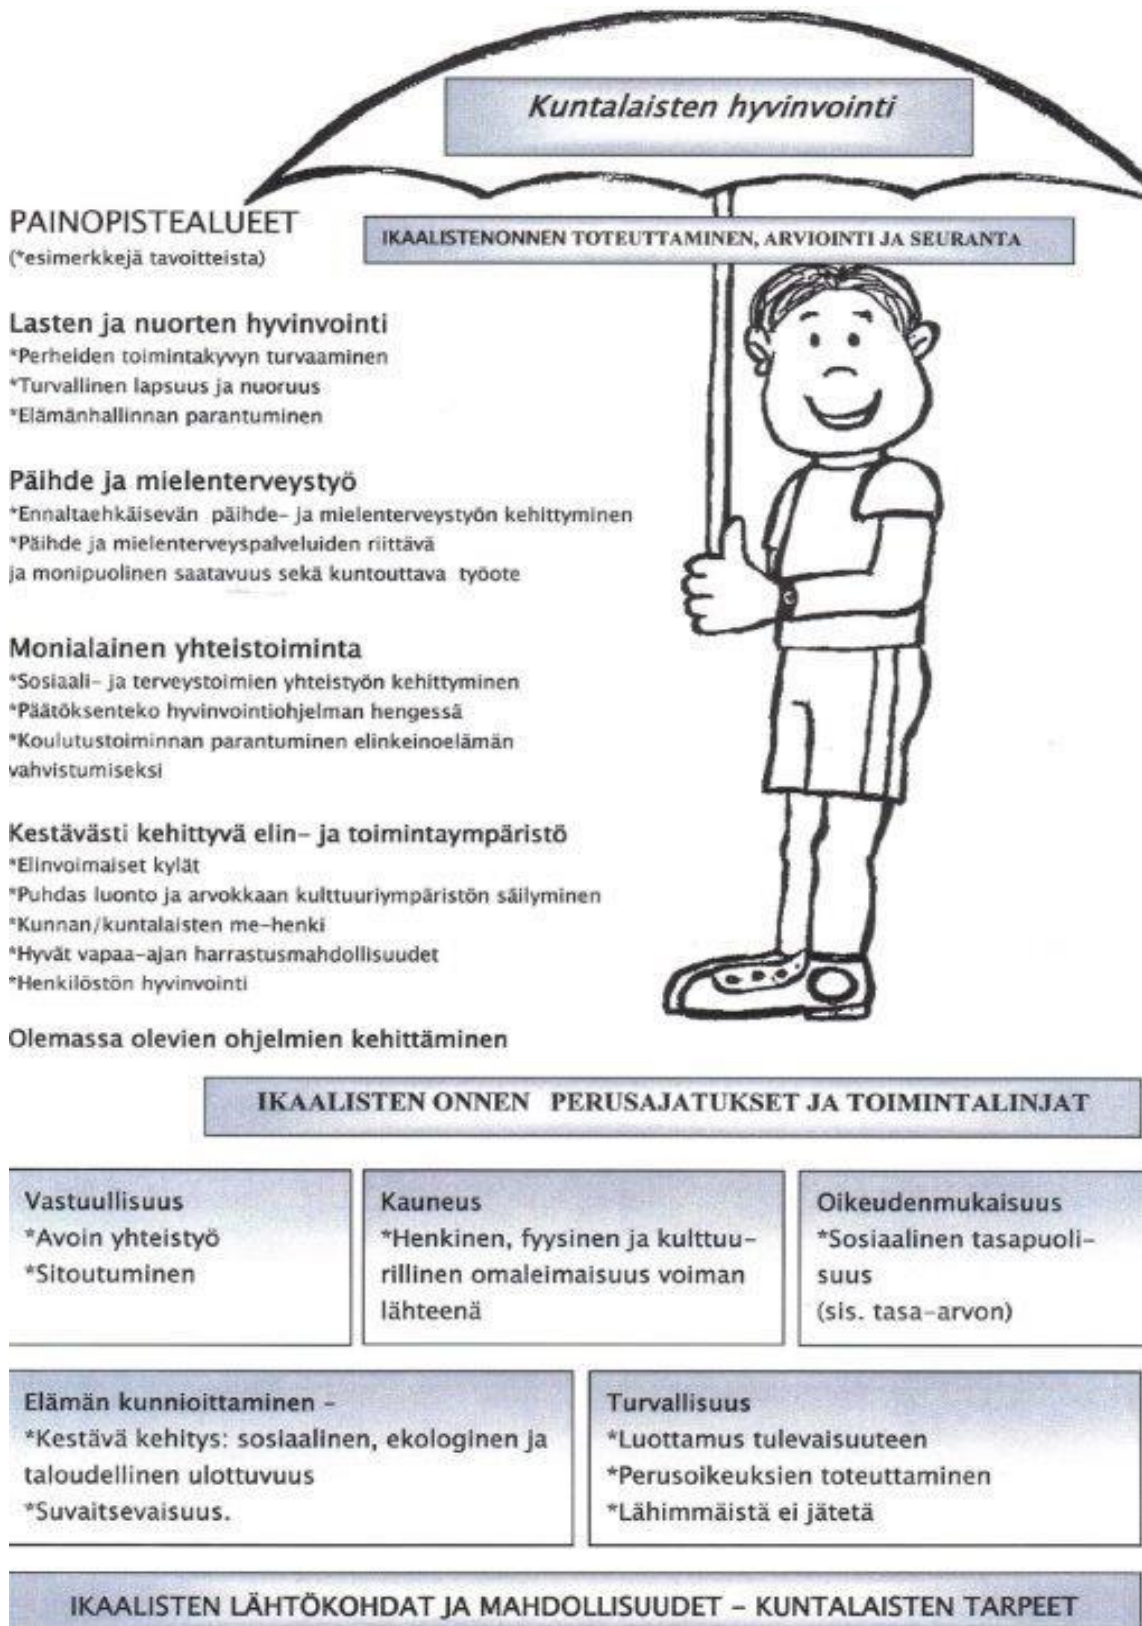 Kuntalaisten hyvinvointi
PAINOPISTEALUEET
(*esimerkkejä tavoitteista)
IKAALISTENONNEN TOTEUTTAMINEN, ARVIOINTI JA SEURANTA
Lasten ja nuorten hyvinvointi
*Perheiden toimintakyvyn turvaaminen
*Turvallinen lapsuus ja nuoruus
*Elämänhallinnan parantuminen
Päihde ja mielenterveystyö
*Ennaltaehkäisevän päihde- ja mielenterveystyön kehittyminen
*Päihde ja mielenterveyspalveluiden riittävä
ja monipuolinen saatavuus sekä kuntouttava työote
Monialainen yhteistoiminta
*Sosiaali- ja terveystoimien yhteistyön kehittyminen
*Päätöksenteko hyvinvointiohjelman hengessä
*Koulutustoiminnan parantuminen elinkeinoelämän
vahvistumiseksi
Kestävästi kehittyvä elin- ja toimintaympäristö
*Elinvoimaiset kylät
*Puhdas luonto ja arvokkaan kulttuuriympäristön säilyminen
*Kunnan/kuntalaisten me-henki
*Hyvät vapaa-ajan harrastusmahdollisuudet
*Henkilöstön hyvinvointi
Olemassa olevien ohjelmien kehittäminen
IKAALISTEN ONNEN PERUSAJATUKSET JA TOIMINTALINJAT
Vastuullisuus
*Avoin yhteistyö
*Sitoutuminen
Kauneus
*Henkinen, fyysinen ja kulttuu-
rillinen omaleimaisuus voiman
lähteenä
Oikeudenmukaisuus
*Sosiaalinen tasapuoli-
suus
(sis. tasa-arvon)
Elämän kunnioittaminen -
*Kestävä kehitys: sosiaalinen, ekologinen ja
taloudellinen ulottuvuus
*Suvaitsevaisuus.
Turvallisuus
*Luottamus tulevaisuuteen
*Perusoikeuksien toteuttaminen
*Lähimmäistä ei jätetä
IKAALISTEN LÄHTÖKOHDAT JA MAHDOLLISUUDET - KUNTALAISTEN TARPEET